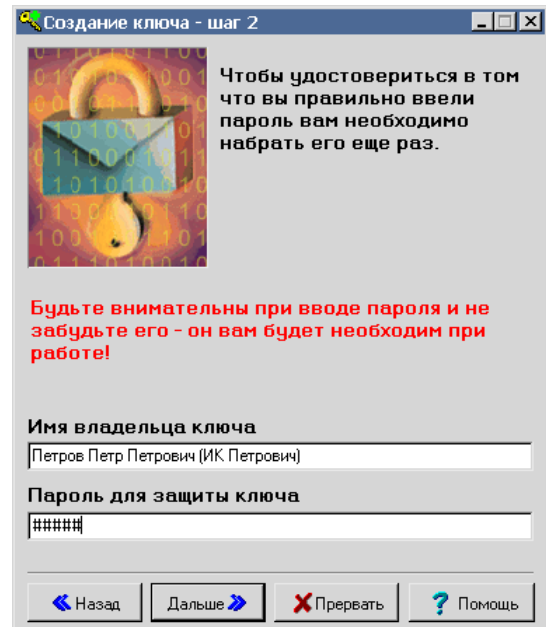 Создание ключа - шаг 2
Чтобы удостовериться в том
что вы правильно ввели
пароль вам необходимо
набрать его еще раз.
Будьте внимательны при вводе пароля и не
забудьте его - он вам будет необходим при
работе!
Имя владельца ключа
Петров Петр Петрович (ИК Петрович)
Пароль для защиты ключа
#####
Назад
Дальше
Прервать
? Помощь